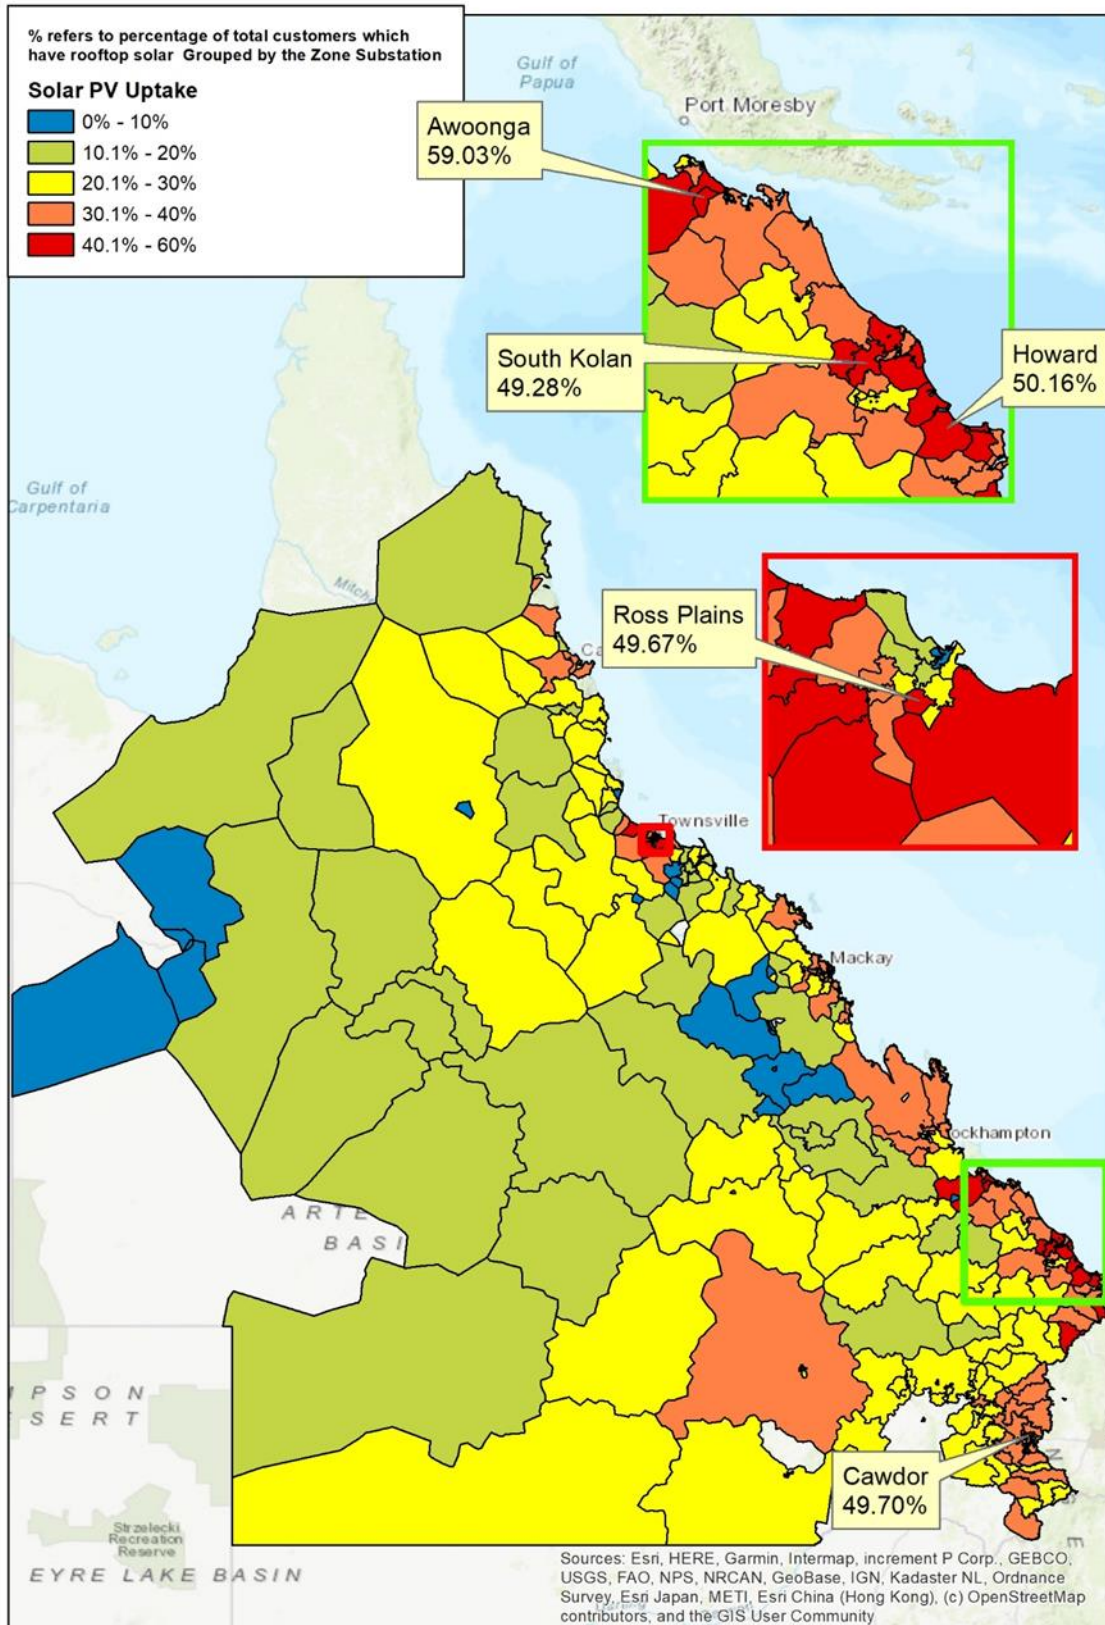 % refers to percentage of total customers which
have rooftop solar Grouped by the Zone Substation
Solar PV Uptake
0% - 10%
10.1% - 20%
20.1% - 30%
30.1% - 40%
40.1% - 60%
Gulf of
Papua
Port Moresby
Awoonga
59.03%
South Kolan
49.28%
Howard
50.16%
Gulf of
Carpentaria
Mitche
Ross Plains
49.67%
Ca
Townsville
Mackay
ockhampton
ARTE
BASI
MPSON
ESERT
Cawdor
49.70%
Strzelecki
Recreation
Reserve
EYRE LAKE BASIN
N
E
Sources: Esri, HERE, Garmin, Intermap, increment P Corp., GEBCO,
USGS, FAO, NPS, NRCAN, GeoBase, IGN, Kadaster NL, Ordnance
Survey, Esri Japan, METI, Esri China (Hong Kong), (c) OpenStreetMap
contributors, and the GIS User Community